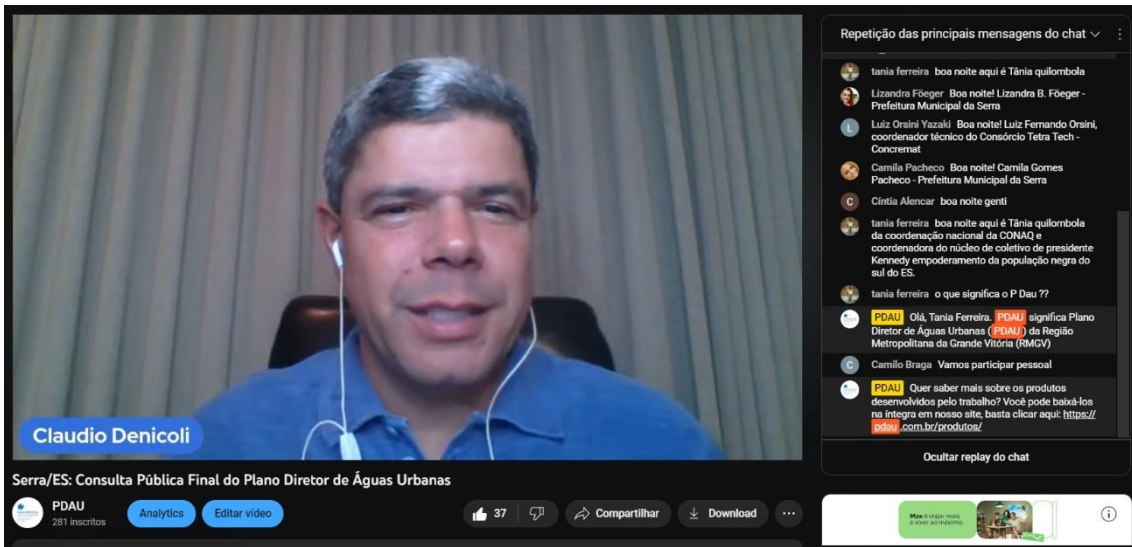 Claudio Denicoli
Serra/ES: Consulta Pública Final do Plano Diretor de Águas Urbanas
PDAU
281 inscritos
Analytics
Editar vídeo
37
Compartilhar
Download
Repetição das principais mensagens do chat
tania ferreira boa noite aqui é Tânia quilombola
Lizandra Föeger Boa noite! Lizandra B. Föeger -
Prefeitura Municipal da Serra
L
Luiz Orsini Yazaki Boa noite! Luiz Fernando Orsini,
coordenador técnico do Consórcio Tetra Tech -
Concremat
Camila Pacheco Boa noite! Camila Gomes
Pacheco - Prefeitura Municipal da Serra
C
Cíntia Alencar boa noite genti
tania ferreira boa noite aqui é Tânia quilombola
da coordenação nacional da CONAQ e
coordenadora do núcleo de coletivo de presidente
Kennedy empoderamento da população negra do
sul do ES.
tania ferreira o que significa o P Dau ??
PDAU Olá, Tania Ferreira. PDAU significa Plano
Diretor de Águas Urbanas (PDAU) da Região
Metropolitana da Grande Vitória (RMGV)
C
Camilo Braga Vamos participar pessoal
PDAU Quer saber mais sobre os produtos
desenvolvidos pelo trabalho? Você pode baixá-los
na íntegra em nosso site, basta clicar aqui: https://
pdau.com.br/produtos/
Ocultar replay do chat
Max é viajar mais
e viver ao máximo.